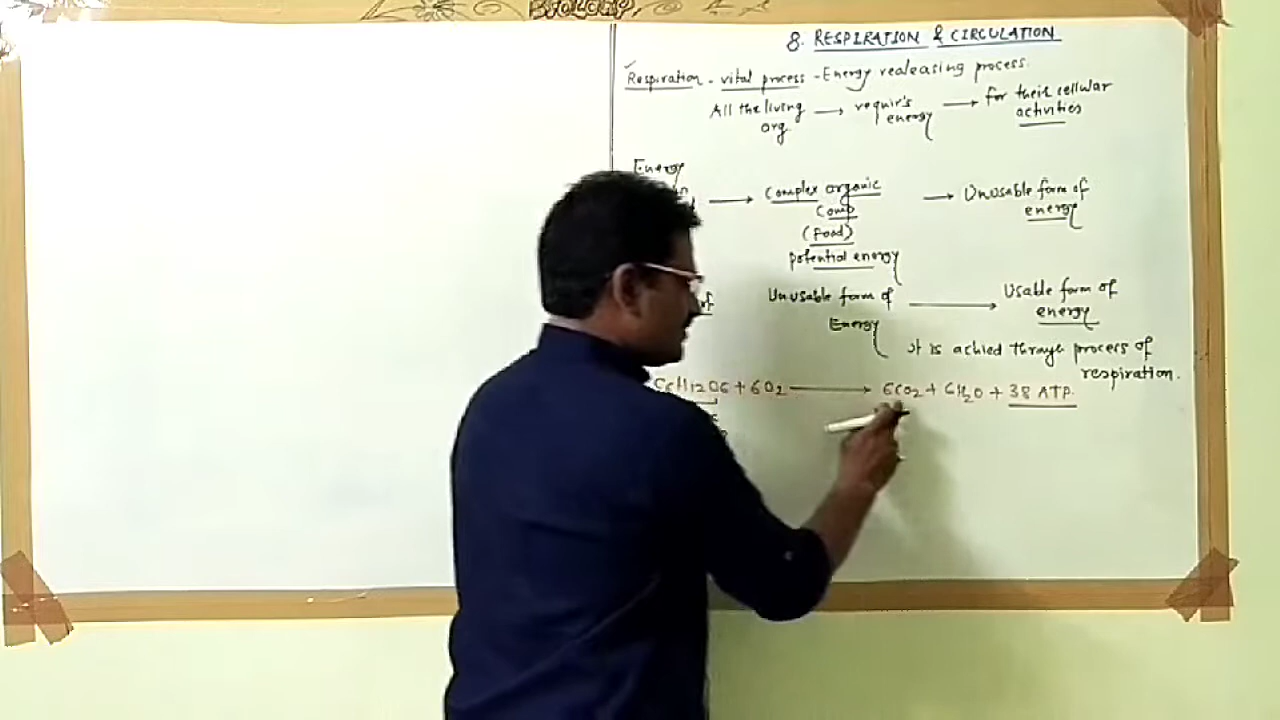 BIOLOGY
8. RESPIRATION & CIRCULATION
Respiration - vital process - Energy realeasing process.
All the living org. → requir's energy → for their cellular activities
Energy
→ Complex organic comp (food) potential energy → Unusable form of energy
of
Unusable form of Energy → Usable form of energy
it is achied through process of respiration.
C6H12O6 + 6O2 → 6CO2 + 6H2O + 38 ATP.